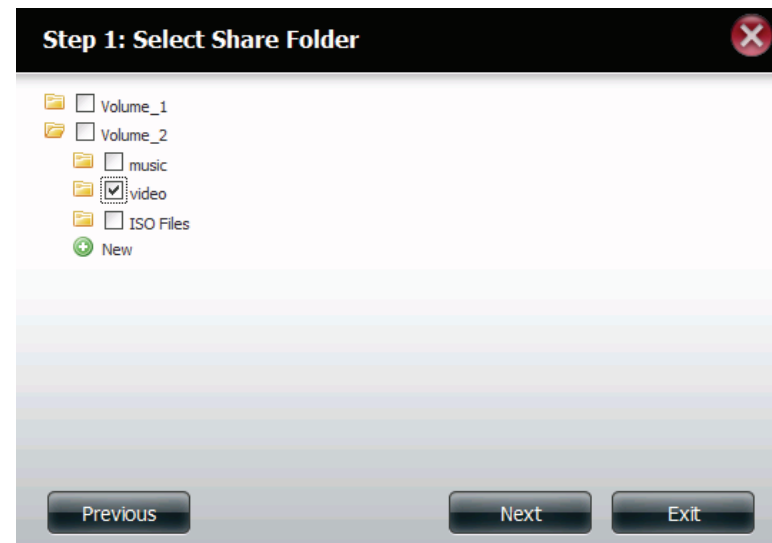 Step 1: Select Share Folder
Volume_1
Volume_2
music
video
ISO Files
New
Previous Next Exit